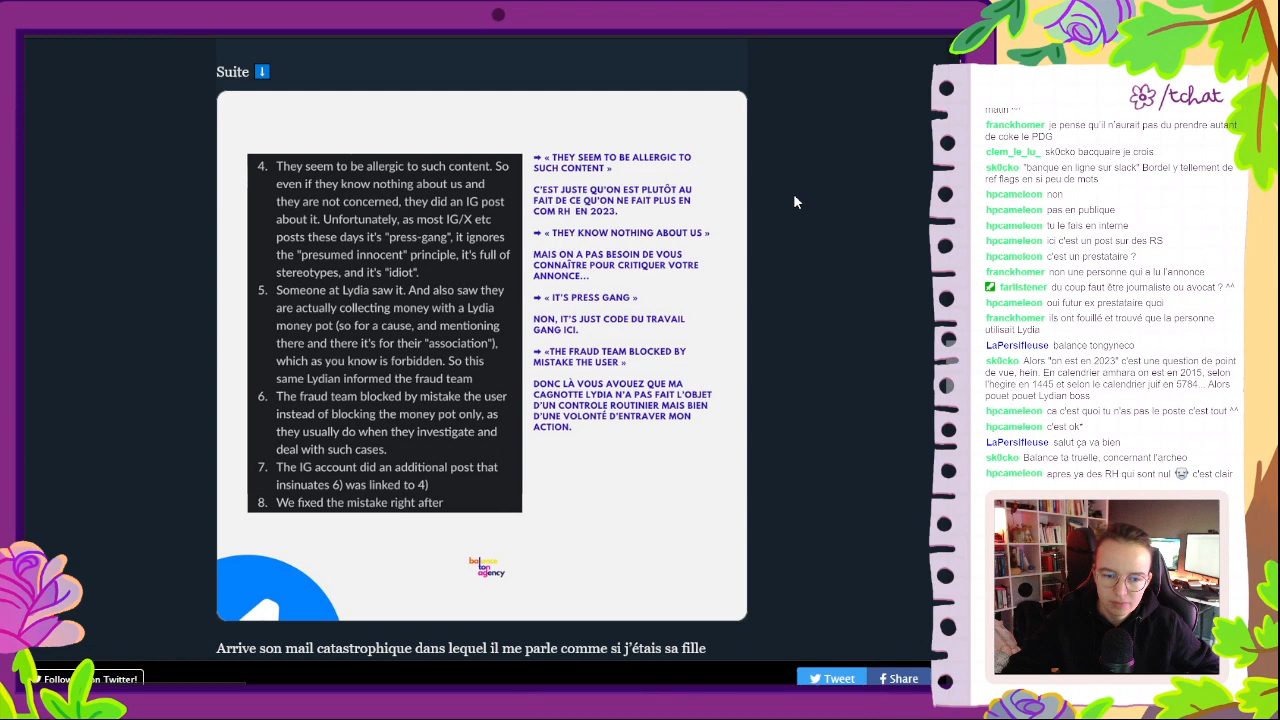 Suite
4. They seem to be allergic to such content. So
even if they know nothing about us and
they are not concerned, they did an IG post
about it. Unfortunately, as most IG/X etc
posts these days it's "press-gang", it ignores
the "presumed innocent" principle, it's full of
stereotypes, and it's "idiot".
5. Someone at Lydia saw it. And also saw they
are actually collecting money with a Lydia
money pot (so for a cause, and mentioning
there and there it's for their "association"),
which as you know is forbidden. So this
same Lydian informed the fraud team
6. The fraud team blocked by mistake the user
instead of blocking the money pot only, as
they usually do when they investigate and
deal with such cases.
7. The IG account did an additional post that
insinuates 6) was linked to 4)
8. We fixed the mistake right after
➡ « THEY SEEM TO BE ALLERGIC TO
SUCH CONTENT »
C'EST JUSTE QU'ON EST PLUTÔT AU
FAIT DE CE QU'ON NE FAIT PLUS EN
COM RH EN 2023.
➡ « THEY KNOW NOTHING ABOUT US »
MAIS ON A PAS BESOIN DE VOUS
CONNAÎTRE POUR CRITIQUER VOTRE
ANNONCE...
➡ « IT'S PRESS GANG »
NON, IT'S JUST CODE DU TRAVAIL
GANG ICI.
➡ «THE FRAUD TEAM BLOCKED BY
MISTAKE THE USER »
DONC LÀ VOUS AVOUEZ QUE MA
CAGNOTTE LYDIA N'A PAS FAIT L'OBJET
D'UN CONTROLE ROUTINIER MAIS BIEN
D'UNE VOLONTÉ D'ENTRAVER MON
ACTION.
balance
ton
agency
Arrive son mail catastrophique dans lequel il me parle comme si j'étais sa fille
Follow on Twitter!
Tweet
Share
/tchat
franckhomer je pense qu'il n'aurait pas du prendre autant
de coke le PDG
clem_le_lu_ sk0cko bacquaire je crois
sk0cko "banque en ligne sur slack" Bordel y tellement de
ref flags en si peu de mots
hpcameleon non
hpcameleon pas en publique
hpcameleon tu le fais en interne
hpcameleon ici c'est un post sur des RS
hpcameleon c'est un prestataire ?
franckhomer non une personne qui a lu l'annonce
farlistener du coup faut être journaliste ou avocat ? ^^
hpcameleon oui futur ex prestataire quoi
franckhomer ils ont fouillé et trouvé que la personne
utilisait Lydia
LaPersifleuse balance tongyneco
sk0cko Alors "on est en 2023" c'est une question de point
de vue, hein. En calendrier amhara on est en 2015, selon
l'hegire en 1445 et selon le calendrier juif en 5784... Alors
pouet pouet Lydian boss
hpcameleon ca c'est quoi tu n'as pas le poste c'est tout ^^
hpcameleon c'est ok*
LaPersifleuse salut ça va bien
sk0cko Balance ta truelle, concernant l'archeo
hpcameleon apres ya des RH qui sont nul c'est clair